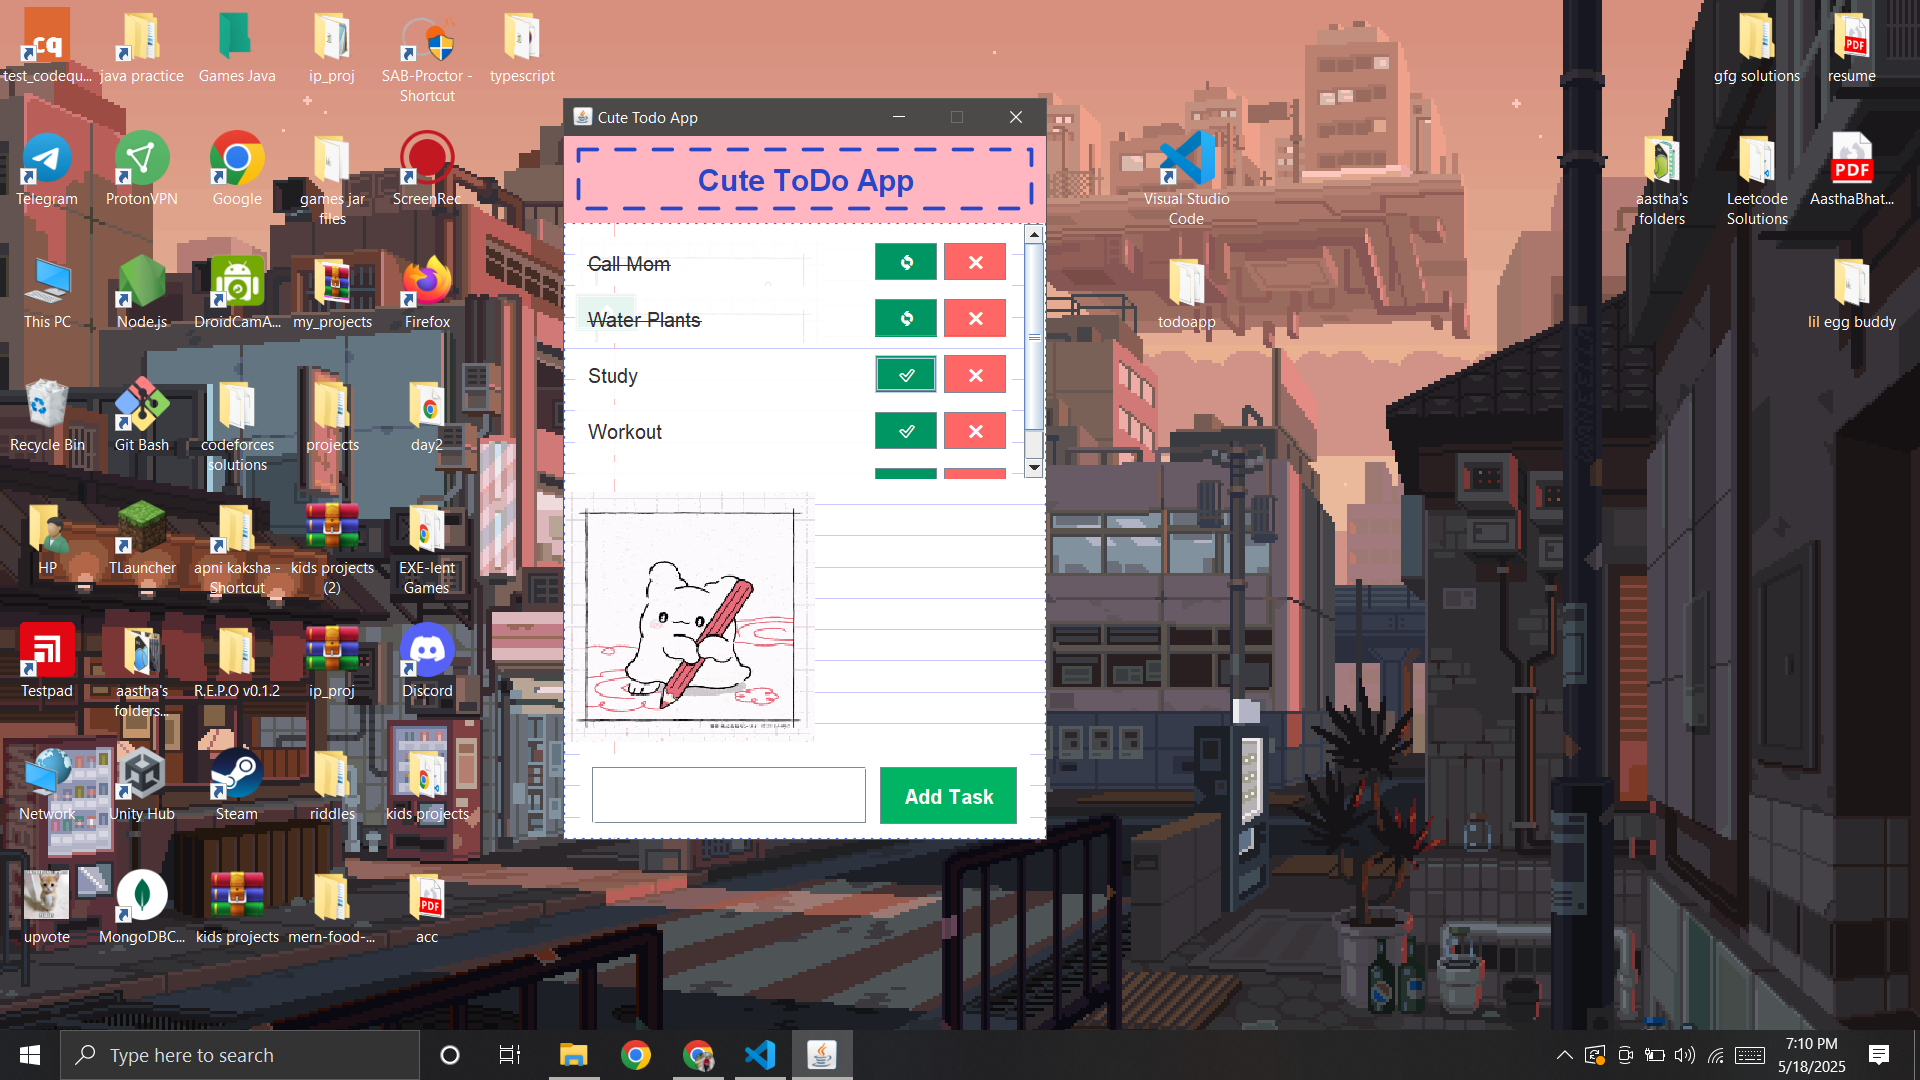 test_codequ...
java practice
Games Java
ip_proj
SAB-Proctor -
Shortcut
typescript
gfg solutions
resume
Telegram
ProtonVPN
Google
games jar
files
ScreenRec
Visual Studio
Code
aastha's
folders
Leetcode
Solutions
AasthaBhat...
This PC
Node.js
DroidCamA...
my_projects
Firefox
todoapp
lil egg buddy
Recycle Bin
Git Bash
codeforces
solutions
projects
day2
HP
TLauncher
apni kaksha -
Shortcut
kids projects
(2)
EXE-lent
Games
Testpad
aastha's
folders...
R.E.P.O v0.1.2
ip_proj
Discord
Network
Unity Hub
Steam
riddles
kids projects
upvote
MongoDBC...
kids projects
mern-food-...
acc
cq
PDF
PDF
PDF
Cute Todo App
Cute ToDo App
Call Mom
Water Plants
Study
Workout
Add Task
Type here to search
7:10 PM
5/18/2025